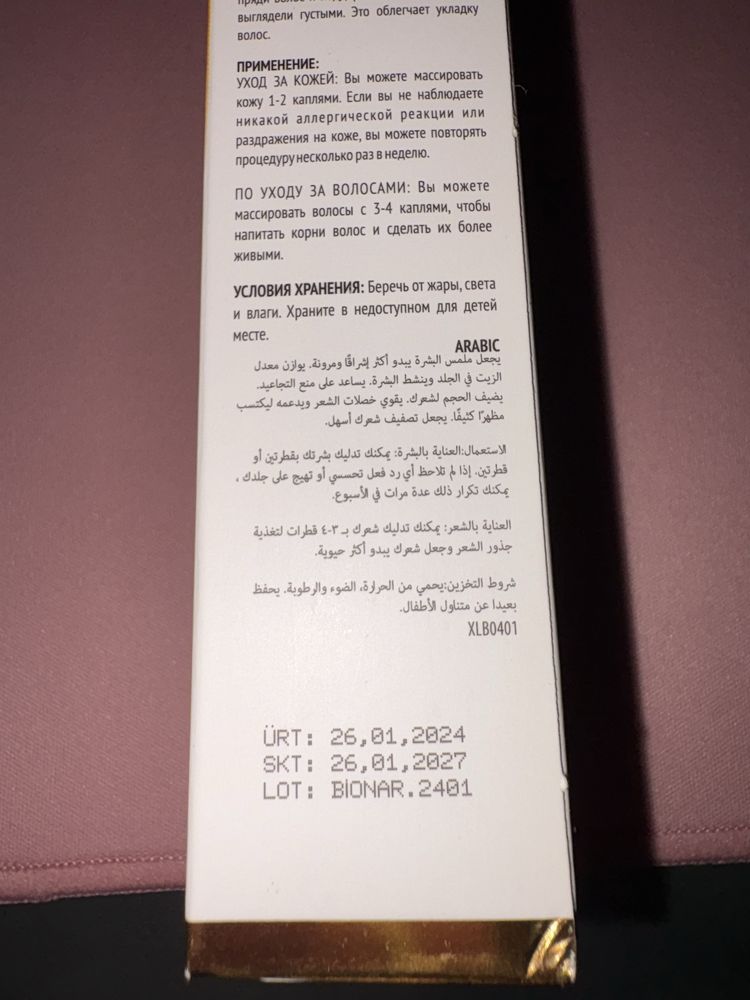 выглядели густыми. Это облегчает укладку
волос.
ПРИМЕНЕНИЕ:
УХОД ЗА КОЖЕЙ: Вы можете массировать
кожу 1-2 каплями. Если вы не наблюдаете
никакой аллергической реакции или
раздражения на коже, вы можете повторять
процедуру несколько раз в неделю.
ПО УХОДУ ЗА ВОЛОСАМИ: Вы можете
массировать волосы с 3-4 каплями, чтобы
напитать корни волос и сделать их более
живыми.
УСЛОВИЯ ХРАНЕНИЯ: Беречь от жары, света
и влаги. Храните в недоступном для детей
месте.
ARABIC
يجعل ملمس البشرة يبدو أكثر إشراقًا ومرونة. يوازن معدل
الزيت في الجلد وينشط البشرة. يساعد على منع التجاعيد.
يضيف الحجم لشعرك. يقوي خصلات الشعر ويدعمه ليكتسب
مظهرًا كثيفًا. يجعل تصفيف شعرك أسهل.
الاستعمال:العناية بالبشرة: يمكنك تدليك بشرتك بقطرتين أو
قطرتين. إذا لم تلاحظ أي رد فعل تحسسي أو تهيج على جلدك ،
يمكنك تكرار ذلك عدة مرات في الأسبوع.
العناية بالشعر: يمكنك تدليك شعرك بـ ٣-٤ قطرات لتغذية
جذور الشعر وجعل شعرك يبدو أكثر حيوية.
شروط التخزين:يحمي من الحرارة، الضوء والرطوبة. يحفظ
بعيدا عن متناول الأطفال.
XLB0401
ÜRT: 26,01,2024
SKT: 26,01,2027
LOT: BİONAR.2401